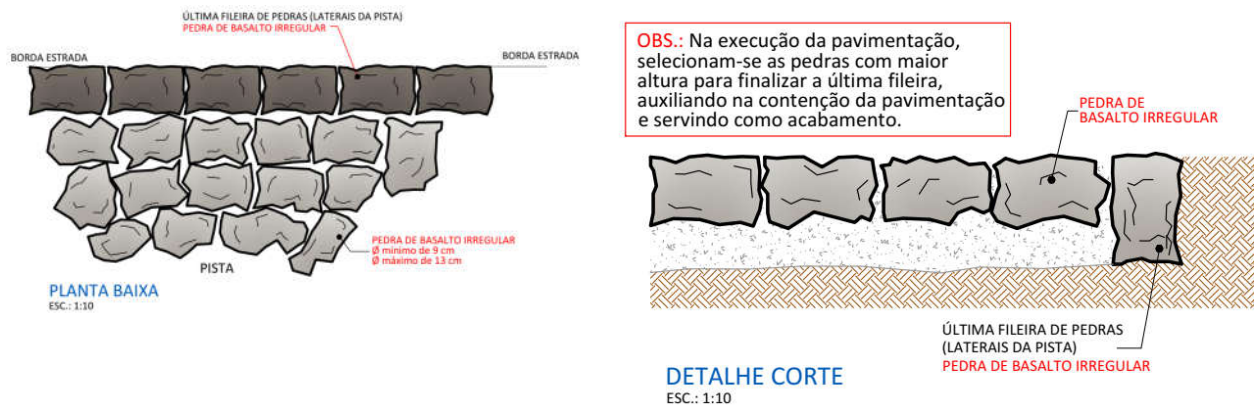 ÚLTIMA FILEIRA DE PEDRAS (LATERAIS DA PISTA)
PEDRA DE BASALTO IRREGULAR
BORDA ESTRADA
BORDA ESTRADA
PEDRA DE BASALTO IRREGULAR
Ø mínimo de 9 cm
Ø máximo de 13 cm
PISTA
PLANTA BAIXA
ESC.: 1:10
OBS.: Na execução da pavimentação,
selecionam-se as pedras com maior
altura para finalizar a última fileira,
auxiliando na contenção da pavimentação
e servindo como acabamento.
PEDRA DE
BASALTO IRREGULAR
ÚLTIMA FILEIRA DE PEDRAS
(LATERAIS DA PISTA)
PEDRA DE BASALTO IRREGULAR
DETALHE CORTE
ESC.: 1:10